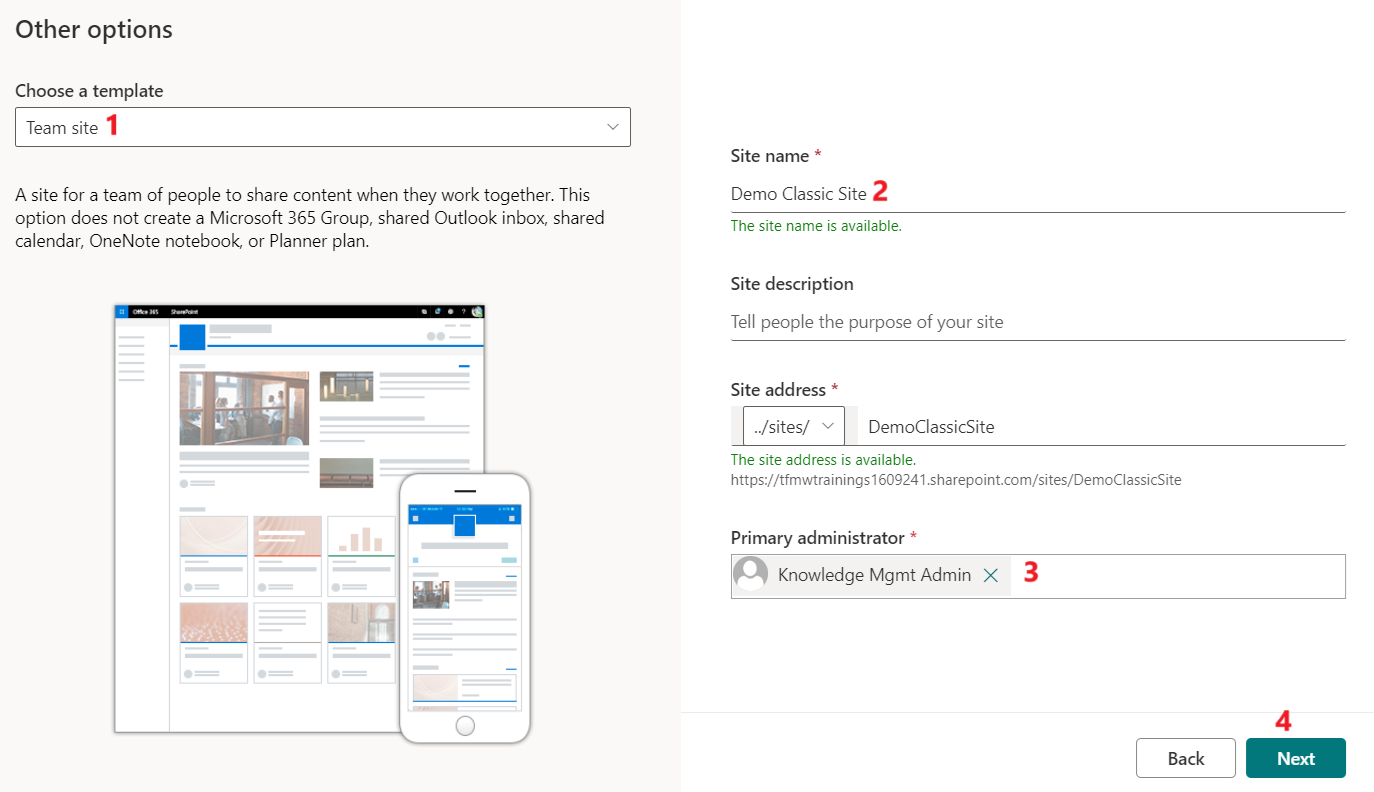 Other options
Choose a template
Team site 1
A site for a team of people to share content when they work together. This
option does not create a Microsoft 365 Group, shared Outlook inbox, shared
calendar, OneNote notebook, or Planner plan.
Office 365 SharePoint
Site name *
Demo Classic Site 2
The site name is available.
Site description
Tell people the purpose of your site
Site address *
../sites/ DemoClassicSite
The site address is available.
https://tfmwtrainings1609241.sharepoint.com/sites/DemoClassicSite
Primary administrator *
Knowledge Mgmt Admin 3
4
Back Next